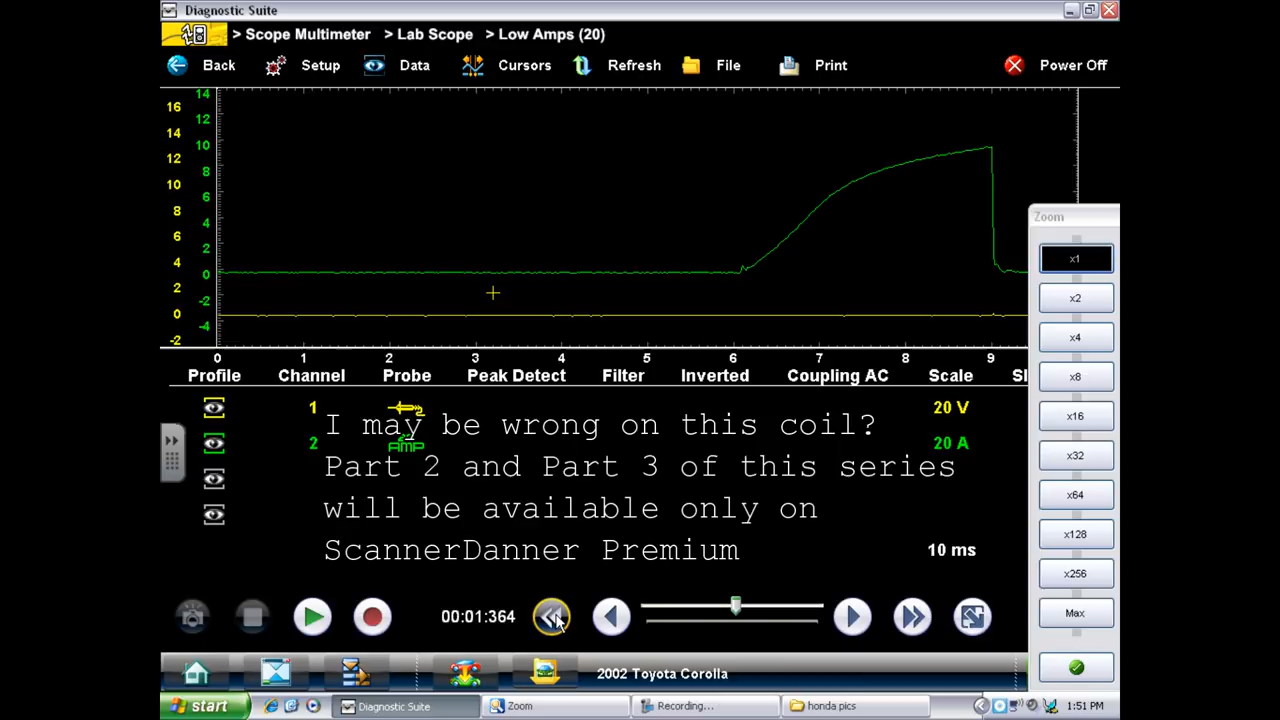 Diagnostic Suite
> Scope Multimeter > Lab Scope > Low Amps (20)
Back Setup Data Cursors Refresh File Print Power Off
16
14
12
10
8
6
4
2
0
-2
14
12
10
8
6
4
2
0
-2
-4
0 1 2 3 4 5 6 7 8 9
Profile Channel Probe Peak Detect Filter Inverted Coupling AC Scale Sl
1 20 V
2 AMP 20 A
I may be wrong on this coil?
Part 2 and Part 3 of this series
will be available only on
ScannerDanner Premium
10 ms
00:01:364
Zoom
x1
x2
x4
x8
x16
x32
x64
x128
x256
Max
2002 Toyota Corolla
start Diagnostic Suite Zoom Recording... honda pics 1:51 PM